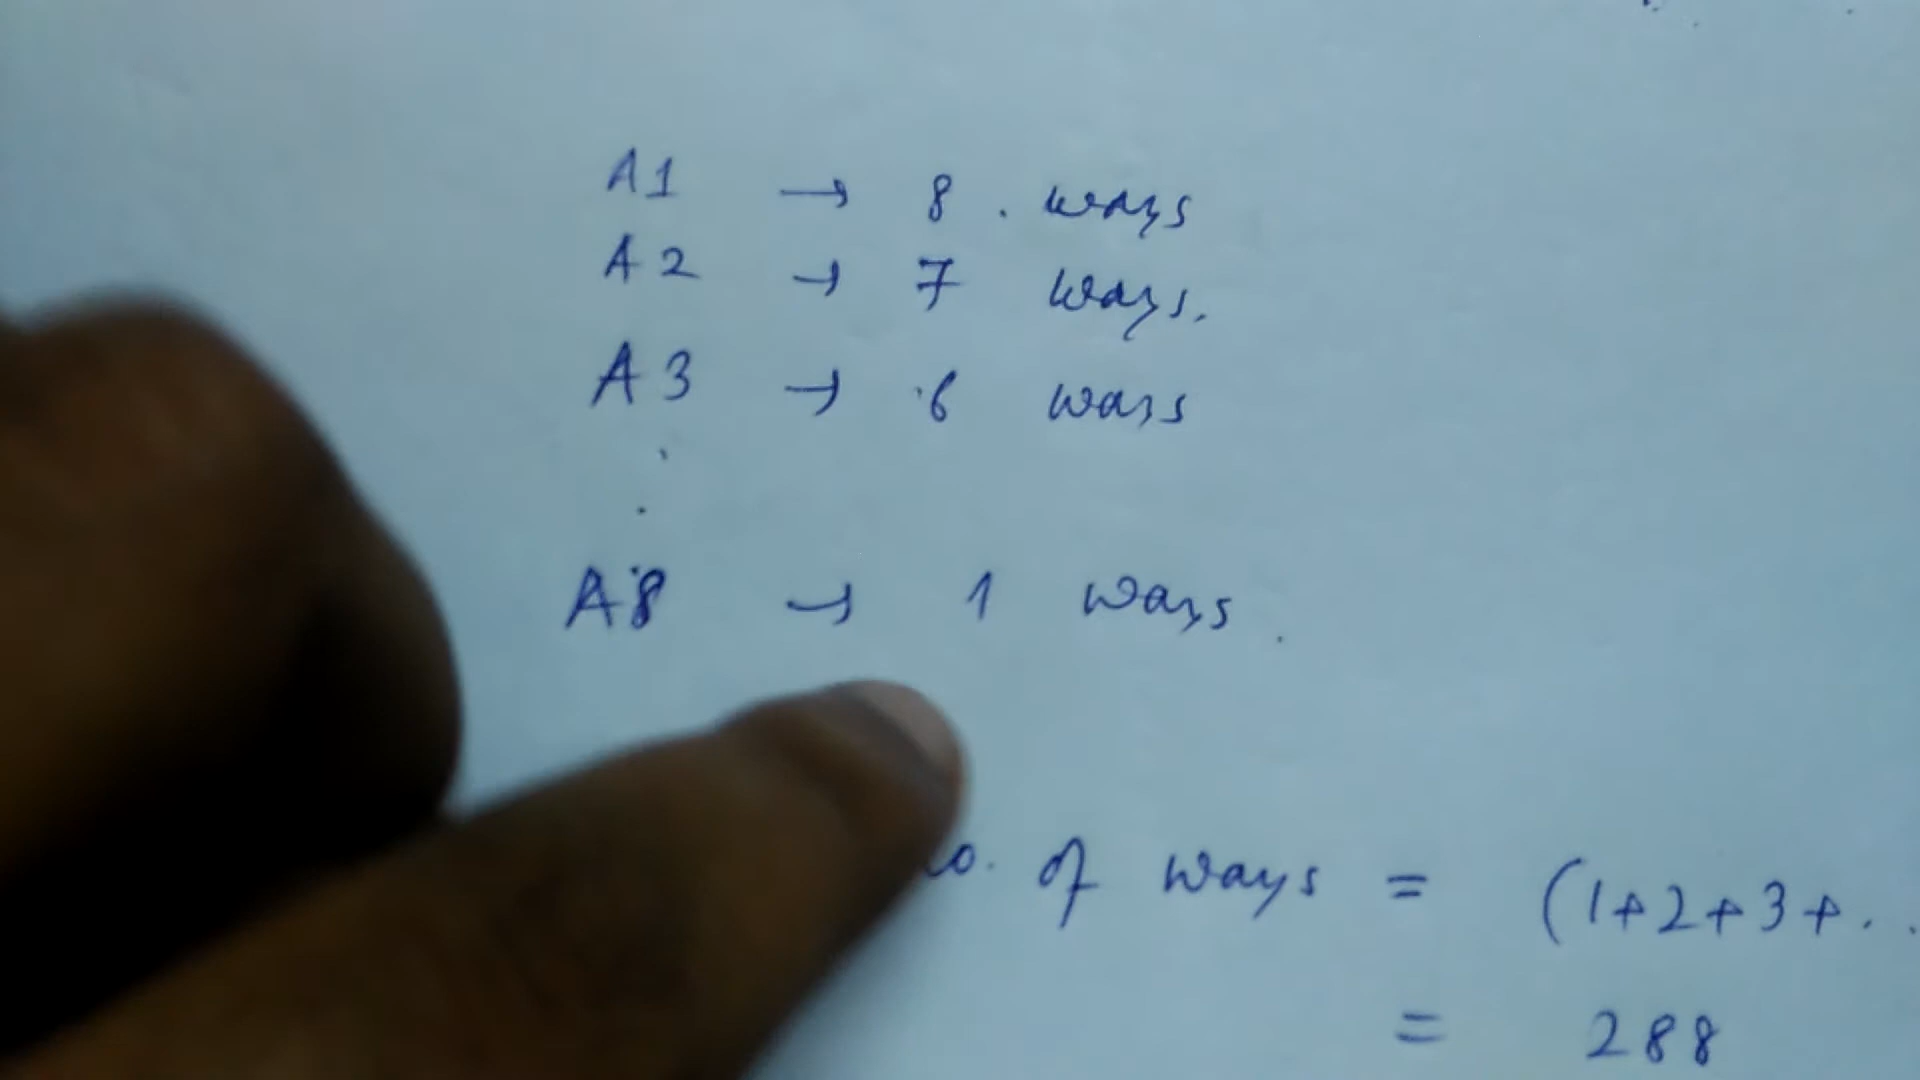 A1 → 8 . ways
A2 → 7 ways.
A3 → 6 ways
.
.
A8 → 1 ways.
of ways = (1+2+3+..
= 288